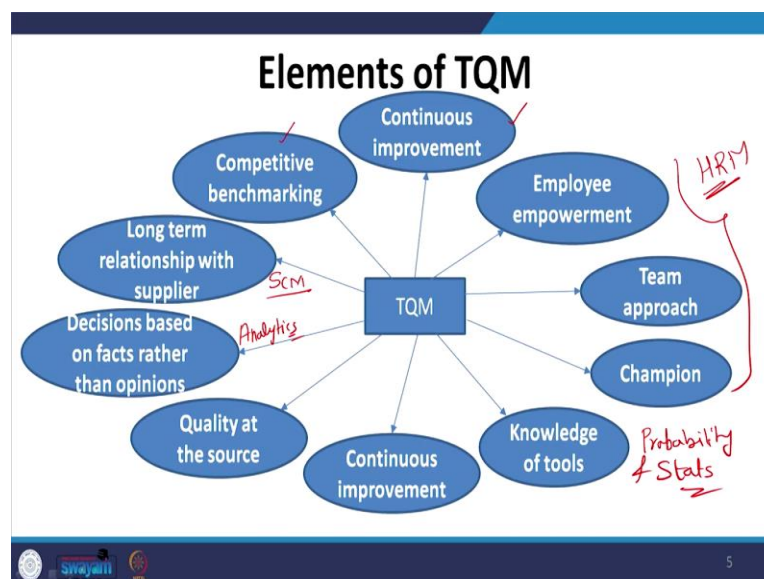 Elements of TQM
Continuous
improvement
Competitive
benchmarking
Employee
empowerment
HRM
Long term
relationship with
supplier
SCM
Team
approach
TQM
Decisions based
on facts rather
than opinions
Analytics
Champion
Quality at
the source
Continuous
improvement
Knowledge
of tools
Probability
& Stats
swayam
5